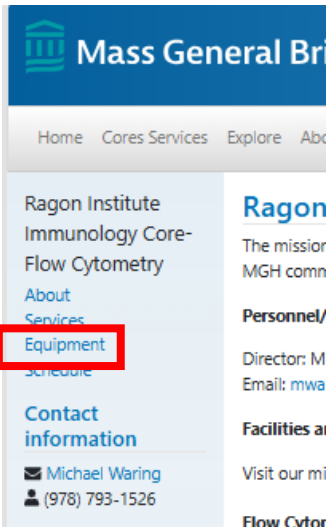 Mass General Bri
Home Cores Services Explore Abo
Ragon Institute
Immunology Core-
Flow Cytometry
About
Services
Equipment
Schedule
Contact
information
Michael Waring
(978) 793-1526
Ragon
The mission
MGH comm
Personnel/
Director: M
Email: mwa
Facilities a
Visit our mi
Flow Cytor